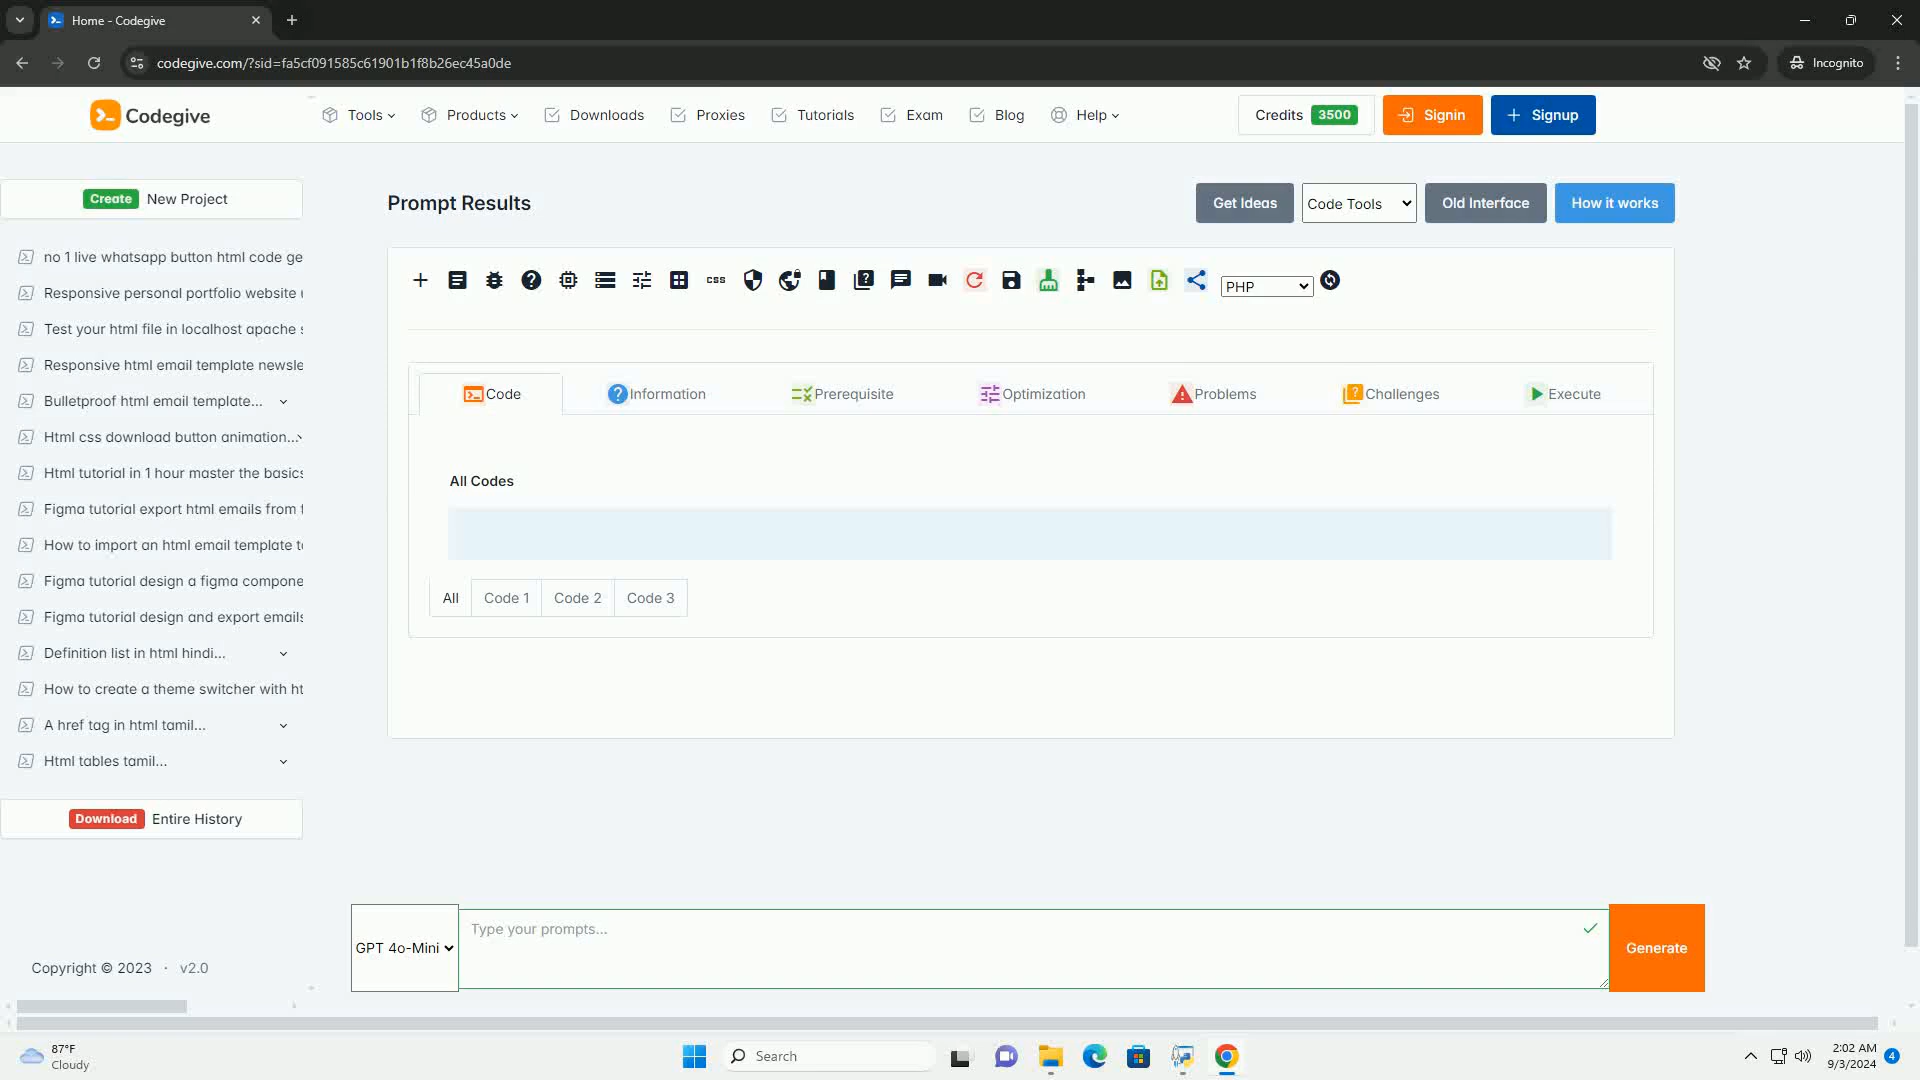 Home - Codegive
codegive.com/?sid=fa5cf091585c61901b1f8b26ec45a0de
Incognito
Codegive
Tools
Products
Downloads
Proxies
Tutorials
Exam
Blog
Help
Credits 3500
Signin
Signup
Create New Project
Prompt Results
Get Ideas
Code Tools
Old Interface
How it works
no 1 live whatsapp button html code ge
Responsive personal portfolio website
Test your html file in localhost apache
Responsive html email template newsle
Bulletproof html email template...
Html css download button animation...
Html tutorial in 1 hour master the basics
Figma tutorial export html emails from
How to import an html email template
Figma tutorial design a figma compone
Figma tutorial design and export emails
Definition list in html hindi...
How to create a theme switcher with ht
A href tag in html tamil...
Html tables tamil...
Download Entire History
Copyright © 2023 · v2.0
css
PHP
Code
Information
Prerequisite
Optimization
Problems
Challenges
Execute
All Codes
All
Code 1
Code 2
Code 3
GPT 4o-Mini
Type your prompts...
Generate
87°F
Cloudy
Search
2:02 AM
9/3/2024
4